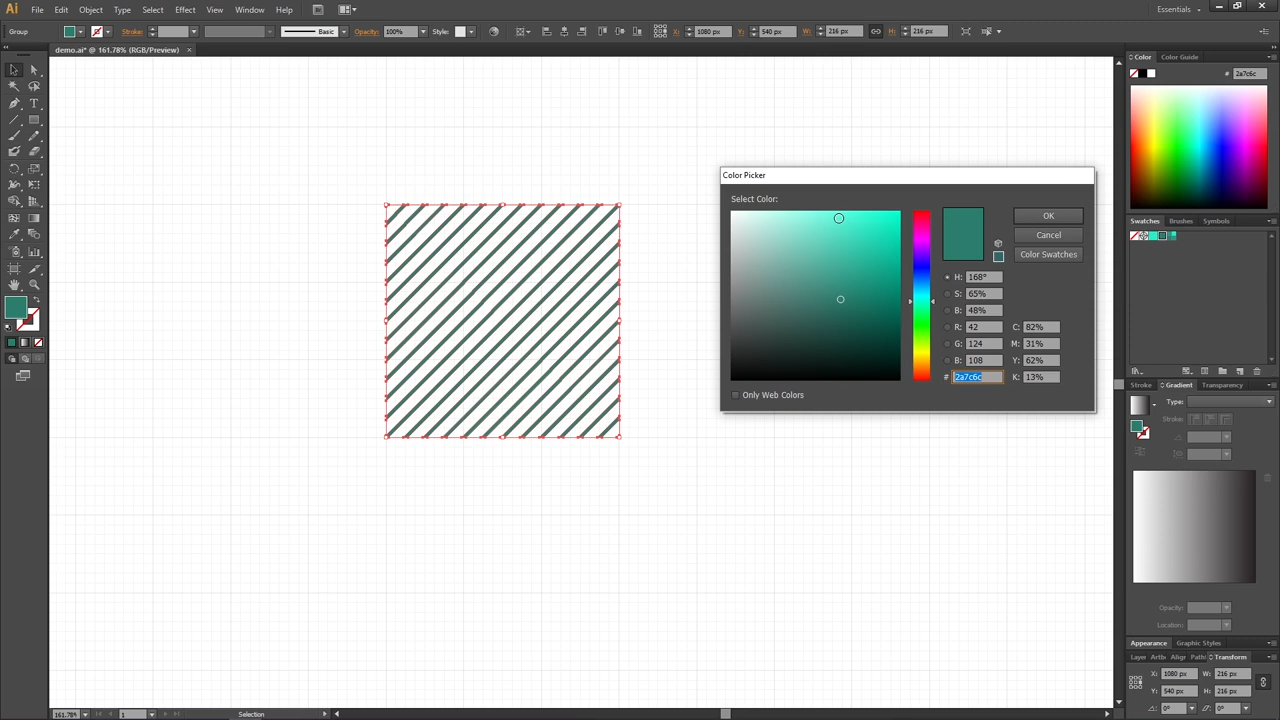 Ai File Edit Object Type Select Effect View Window Help Br Essentials
Group Stroke: Basic Opacity: 100% Style: X: 1080 px Y: 540 px W: 216 px H: 216 px
demo.ai* @ 161.78% (RGB/Preview) ×
Color Color Guide
# 2a7c6c
Color Picker
Select Color:
OK
Cancel
Color Swatches
H: 168°
S: 65%
B: 48%
R: 42 C: 82%
G: 124 M: 31%
B: 108 Y: 62%
# 2a7c6c K: 13%
Only Web Colors
Swatches Brushes Symbols
Stroke Gradient Transparency
Type:
Stroke:
Opacity:
Location:
Appearance Graphic Styles
Layer Artb Align Path Transform
X: 1080 px W: 216 px
Y: 540 px H: 216 px
0° 0°
161.78% 1 Selection